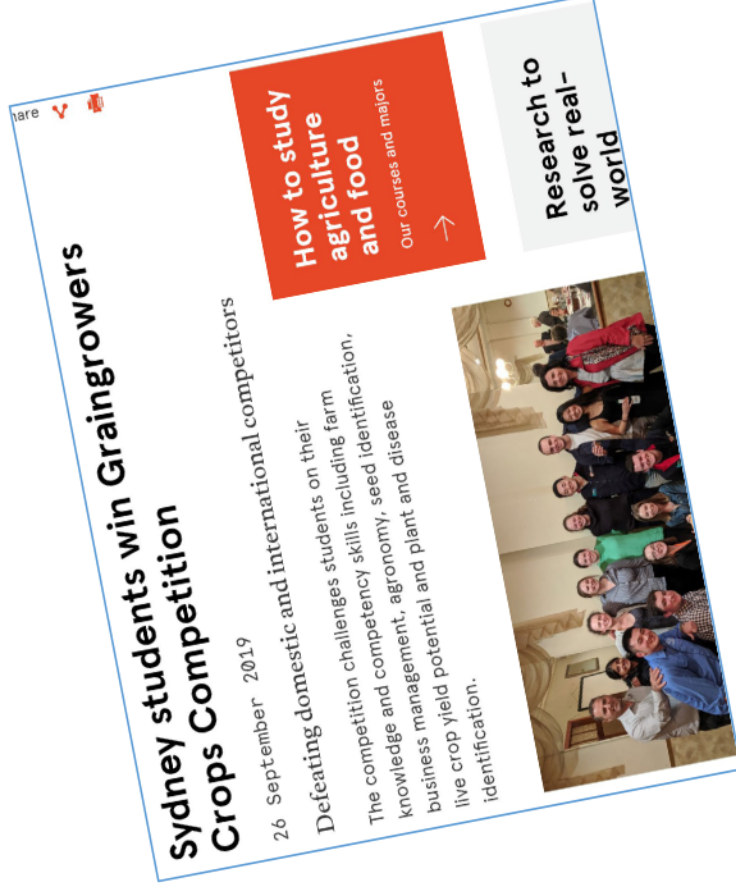 hare
Sydney students win Graingrowers
Crops Competition
26 September 2019
Defeating domestic and international competitors
The competition challenges students on their
knowledge and competency skills including farm
business management, agronomy, seed identification,
live crop yield potential and plant and disease
identification.
How to study
agriculture
and food
Our courses and majors
Research to
solve real-
world